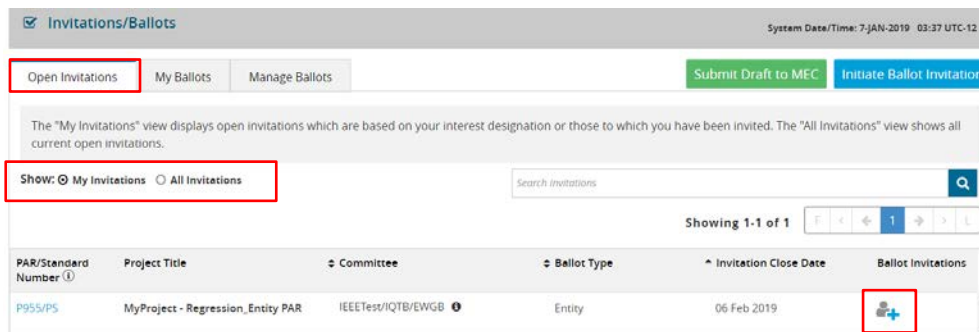 Invitations/Ballots
System Date/Time: 7-JAN-2019 03:37 UTC-12
Open Invitations My Ballots Manage Ballots Submit Draft to MEC Initiate Ballot Invitation
The "My Invitations" view displays open invitations which are based on your interest designation or those to which you have been invited. The "All Invitations" view shows all
current open invitations.
Show: My Invitations All Invitations
Search Invitations
Showing 1-1 of 1 F 1 L
PAR/Standard Number Project Title Committee Ballot Type Invitation Close Date Ballot Invitations
P955/P5 MyProject - Regression_Entity PAR IEEETest/IQTB/EWGB Entity 06 Feb 2019